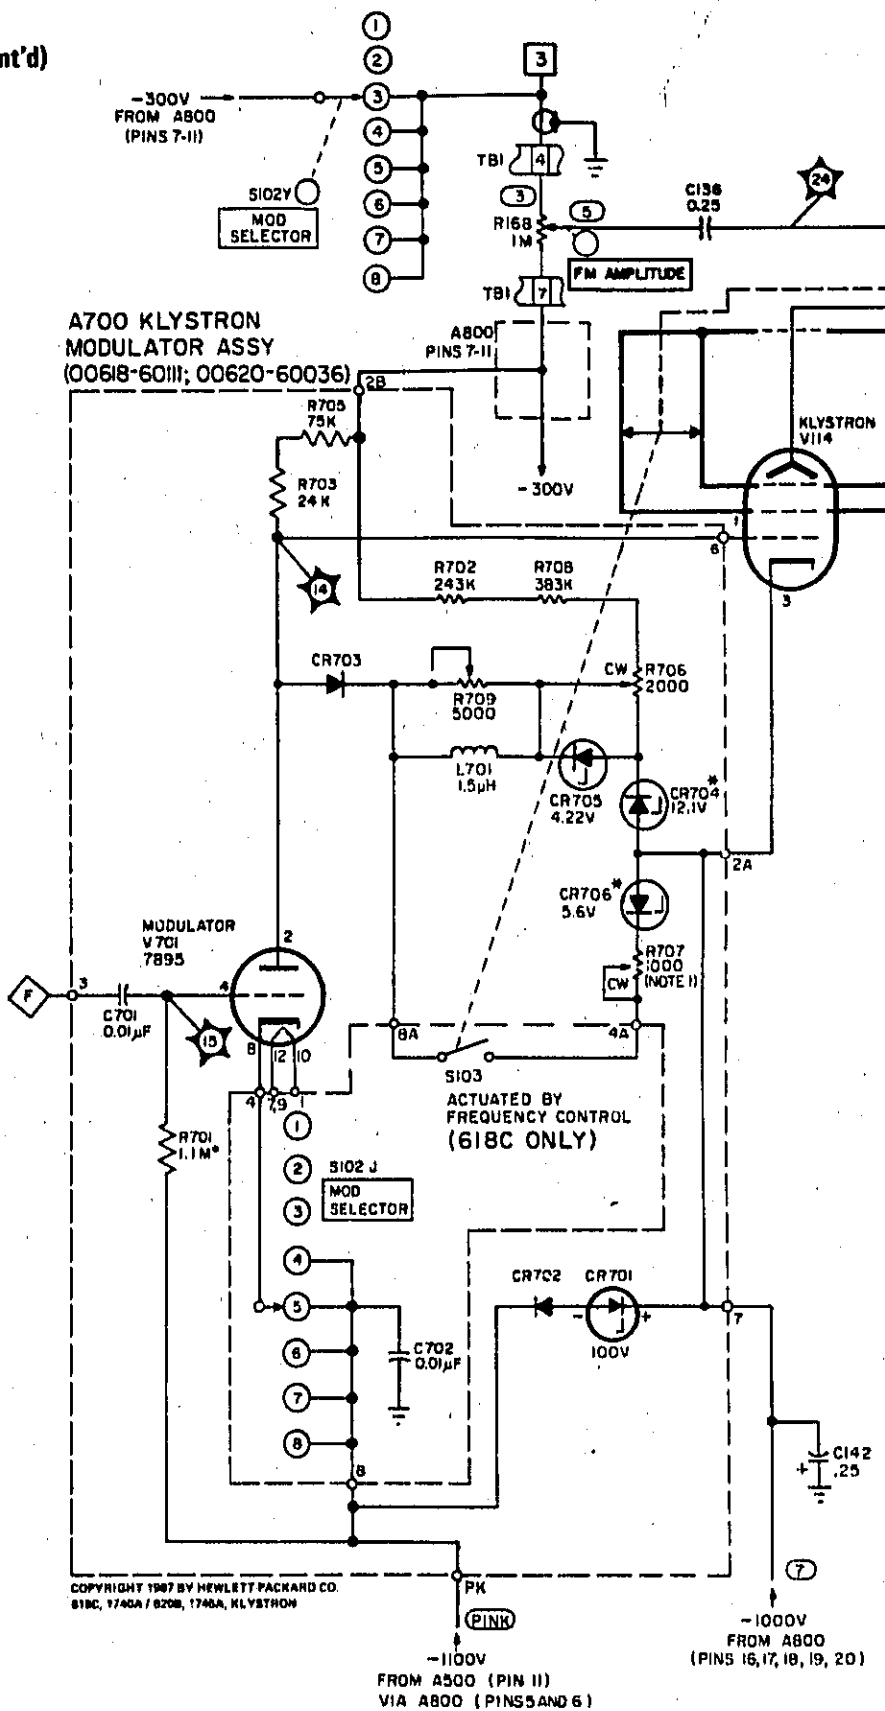 nt'd)
1
2
3
4
5
6
7
8
3
-300V
FROM A800
(PINS 7-11)
S102Y
MOD
SELECTOR
TB1
4
3
R168
1M
5
FM AMPLITUDE
C136
0.25
24
TB1
7
A800
PINS 7-11
-300V
A700 KLYSTRON
MODULATOR ASSY
(00618-60111; 00620-60036)
2B
R705
75K
R703
24K
14
KLYSTRON
V114
1
6
3
R702
243K
R708
383K
CR703
R709
5000
CW
R706
2000
L701
1.5µH
CR705
4.22V
CR704*
12.1V
2A
CR706*
5.6V
R707
1000
(NOTE 1)
CW
MODULATOR
V701
7895
2
F
3
C701
0.01µF
4
15
8
12
10
8A
4A
S103
ACTUATED BY
FREQUENCY CONTROL
(618C ONLY)
4
7,9
1
R701
1.1M*
1
2
3
4
5
6
7
8
S102 J
MOD
SELECTOR
C702
0.01µF
CR702
CR701
-
+
100V
7
8
C142
+
.25
COPYRIGHT 1967 BY HEWLETT-PACKARD CO.
618C, 1740A / 620B, 1746A, KLYSTRON
PK
PINK
-1100V
FROM A500 (PIN 11)
VIA A800 (PINS 5 AND 6)
7
-1000V
FROM A800
(PINS 16, 17, 18, 19, 20)